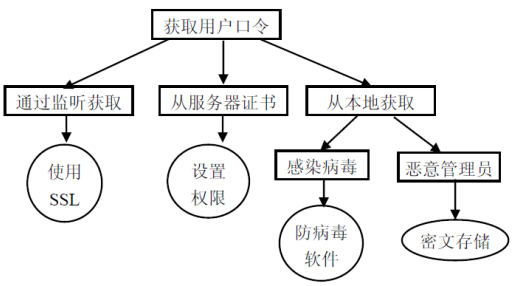 获取用户口令
通过监听获取
从服务器证书
从本地获取
使用
SSL
设置
权限
感染病毒
恶意管理员
防病毒
软件
密文存储